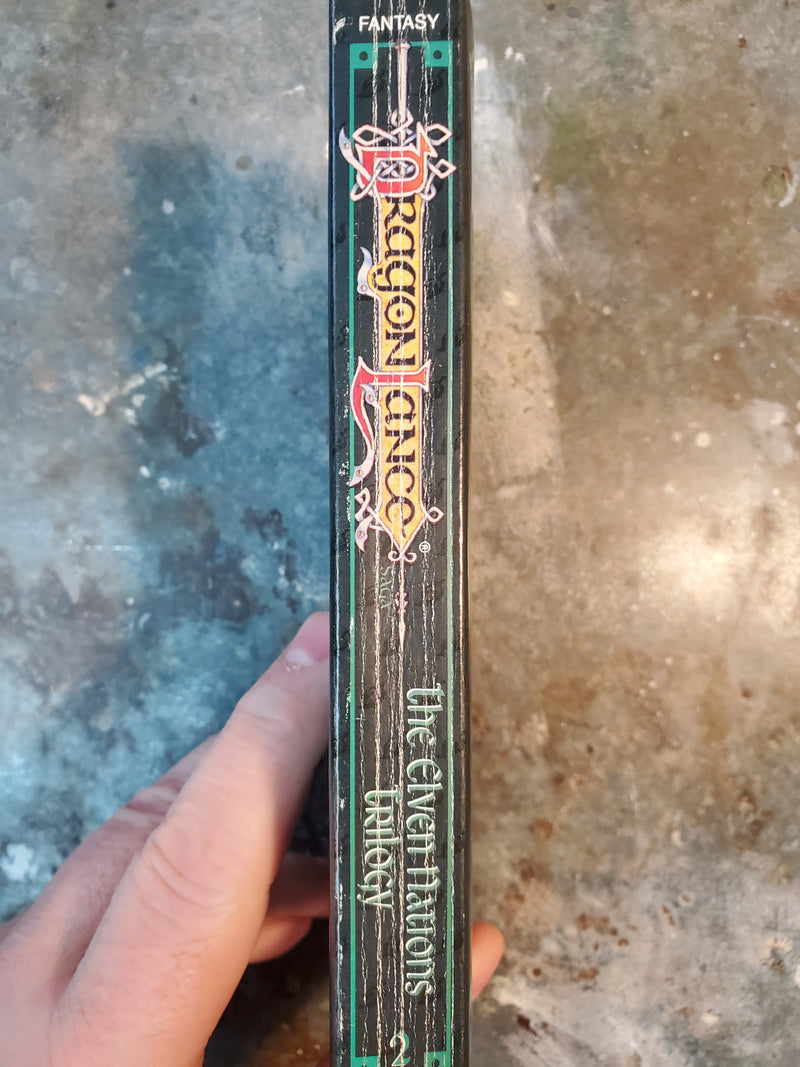 FANTASY
DragonLance®
SAGA
the Elven Nations
trilogy
2